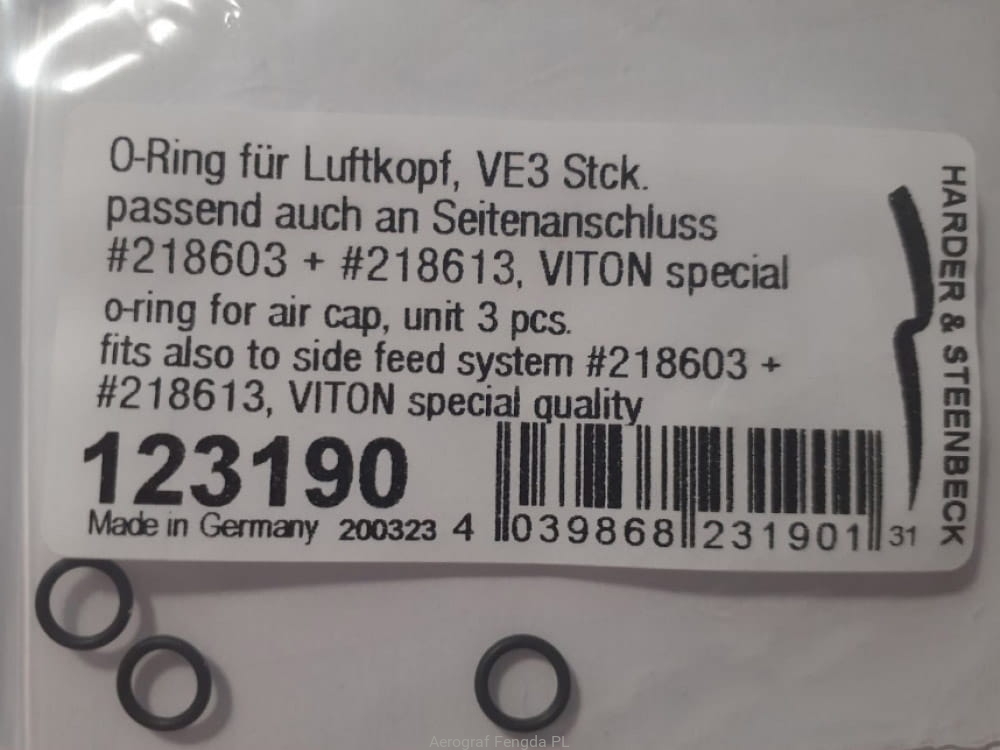 O-Ring für Luftkopf, VE3 Stck.
passend auch an Seitenanschluss
#218603 + #218613, VITON special
o-ring for air cap, unit 3 pcs.
fits also to side feed system #218603 +
#218613, VITON special quality
123190
Made in Germany 200323 4 039868 231901 31
HARDER & STEENBECK
Aerograf Fengda PL